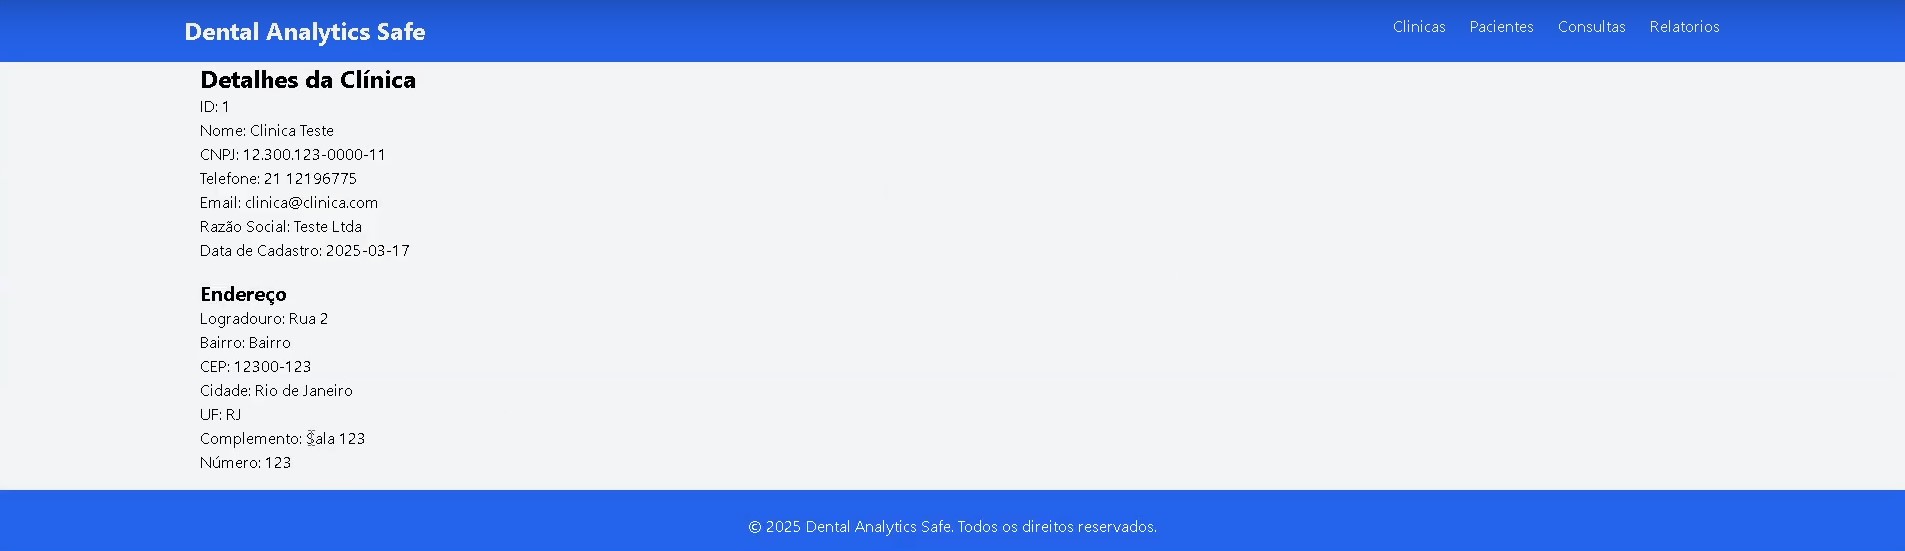 Dental Analytics Safe
Clinicas Pacientes Consultas Relatorios
Detalhes da Clínica
ID: 1
Nome: Clinica Teste
CNPJ: 12.300.123-0000-11
Telefone: 21 12196775
Email: clinica@clinica.com
Razão Social: Teste Ltda
Data de Cadastro: 2025-03-17
Endereço
Logradouro: Rua 2
Bairro: Bairro
CEP: 12300-123
Cidade: Rio de Janeiro
UF: RJ
Complemento: Sala 123
Número: 123
© 2025 Dental Analytics Safe. Todos os direitos reservados.